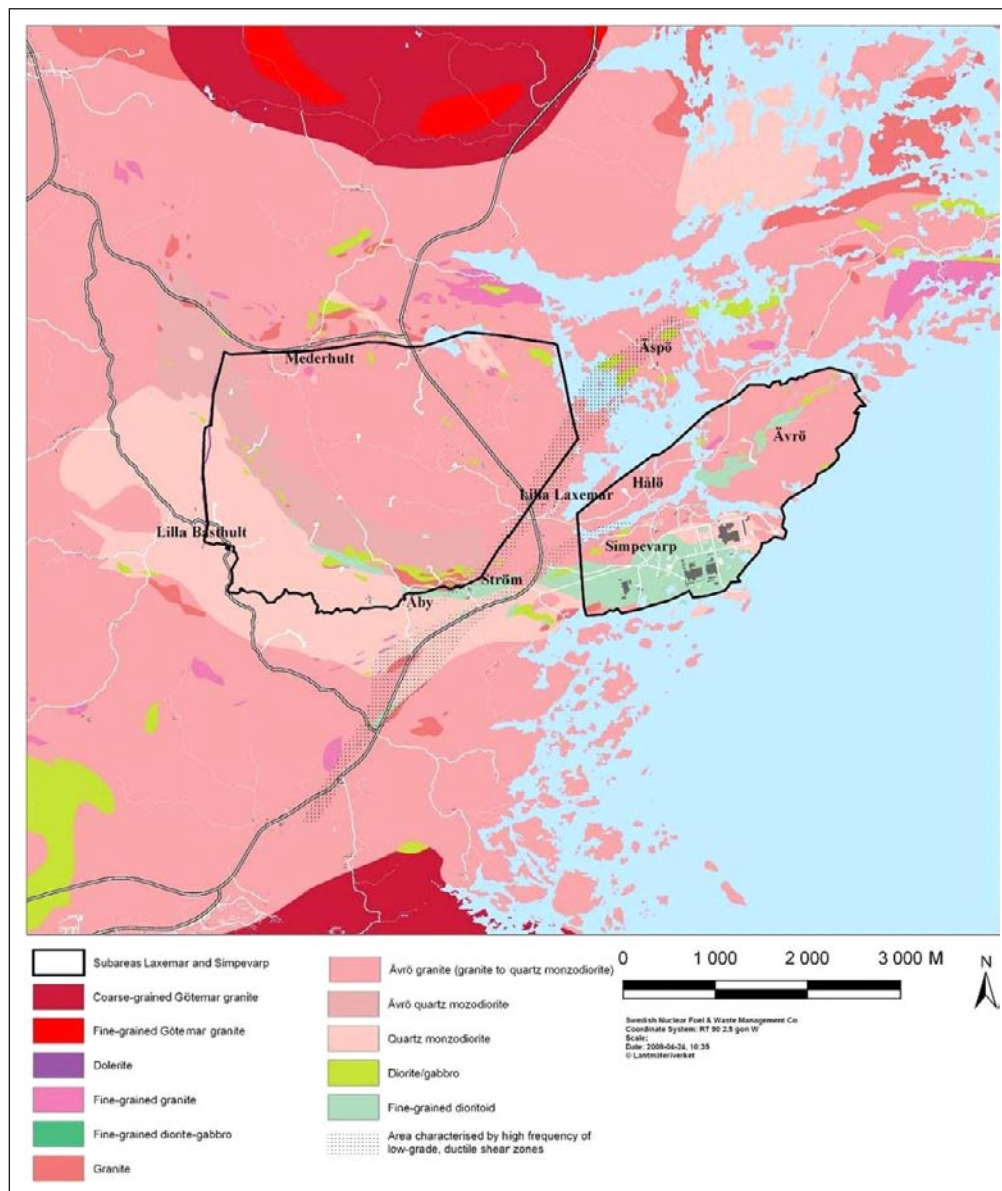 Äspö
Mederhult
Ävrö
Hålö
Lilla Laxemar
Lilla Basthult
Simpevarp
Ström
Åby
Subareas Laxemar and Simpevarp
Coarse-grained Götemar granite
Fine-grained Götemar granite
Dolerite
Fine-grained granite
Fine-grained diorite-gabbro
Granite
Ävrö granite (granite to quartz monzodiorite)
Ävrö quartz mozodiorite
Quartz monzodiorite
Diorite/gabbro
Fine-grained dioritoid
Area characterised by high frequency of
low-grade, ductile shear zones
0 1 000 2 000 3 000 M
N
Swedish Nuclear Fuel & Waste Management Co
Coordinate System: RT 90 2.5 gon W
Scale:
Date: 2008-04-24, 10:35
© Lantmäteriverket